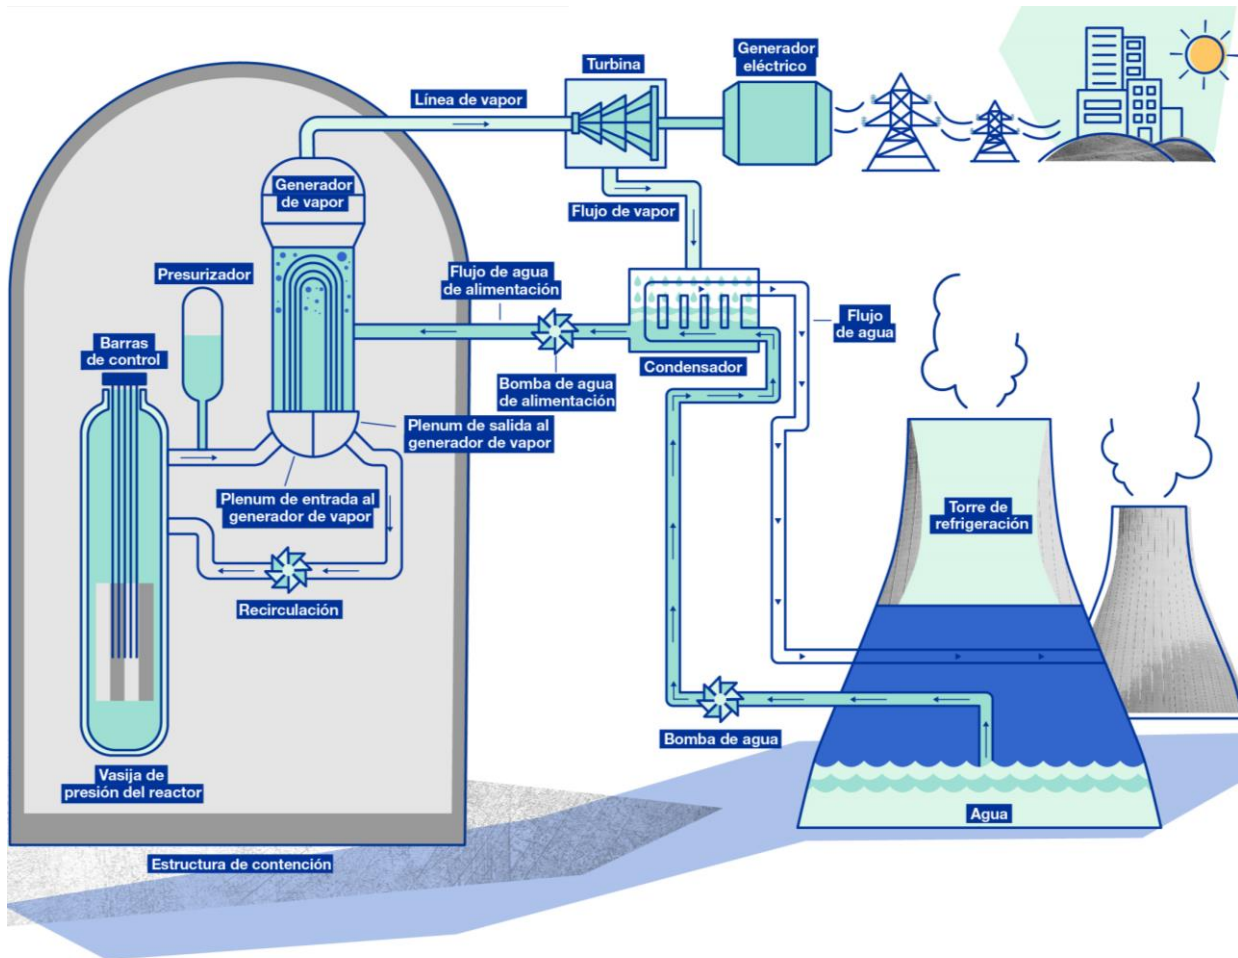 Turbina
Generador
eléctrico
Línea de vapor
Generador
de vapor
Flujo de vapor
Presurizador
Flujo de agua
de alimentación
Flujo
de agua
Barras
de control
Condensador
Bomba de agua
de alimentación
Plenum de salida al
generador de vapor
Plenum de entrada al
generador de vapor
Torre de
refrigeración
Recirculación
Bomba de agua
Vasija de
presión del reactor
Agua
Estructura de contención